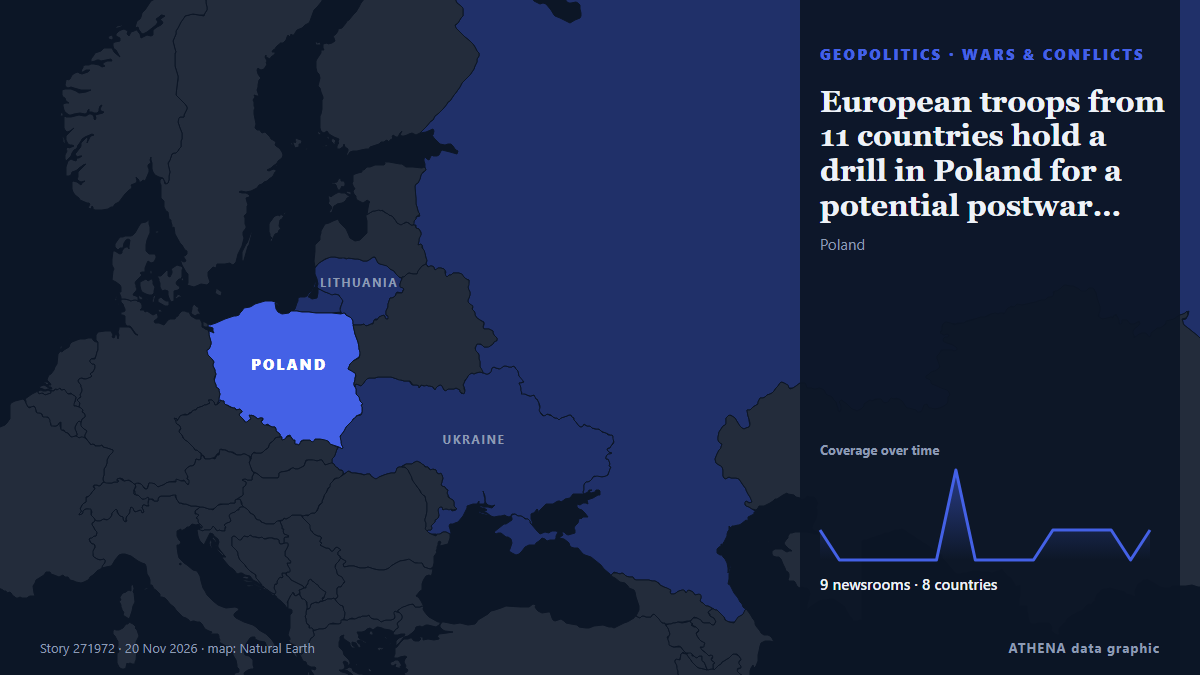 GEOPOLITICS · WARS & CONFLICTS
European troops from
11 countries hold a
drill in Poland for a
potential postwar...
Poland
LITHUANIA
POLAND
UKRAINE
Coverage over time
9 newsrooms · 8 countries
Story 271972 · 20 Nov 2026 · map: Natural Earth
ATHENA data graphic